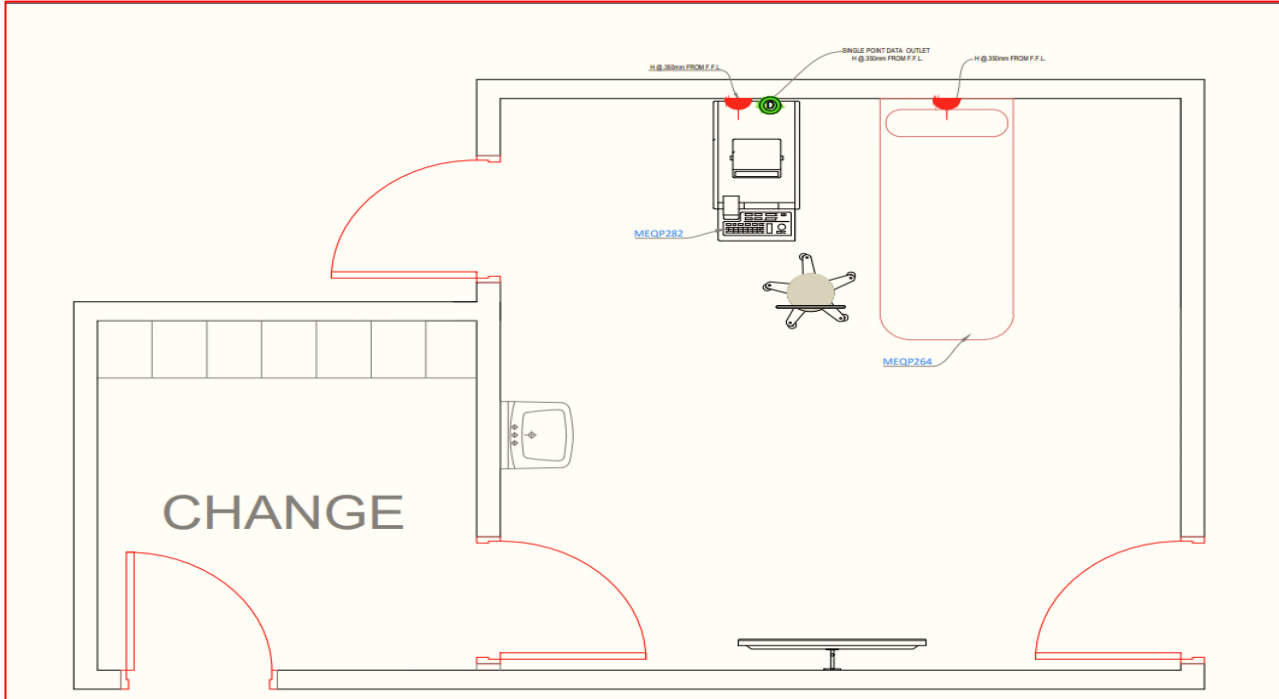 SINGLE POINT DATA OUTLET
H @.350mm FROM F.F.L.
H @.350mm FROM F.F.L.
H @.350mm FROM F.F.L.
MEQP282
MEQP264
CHANGE